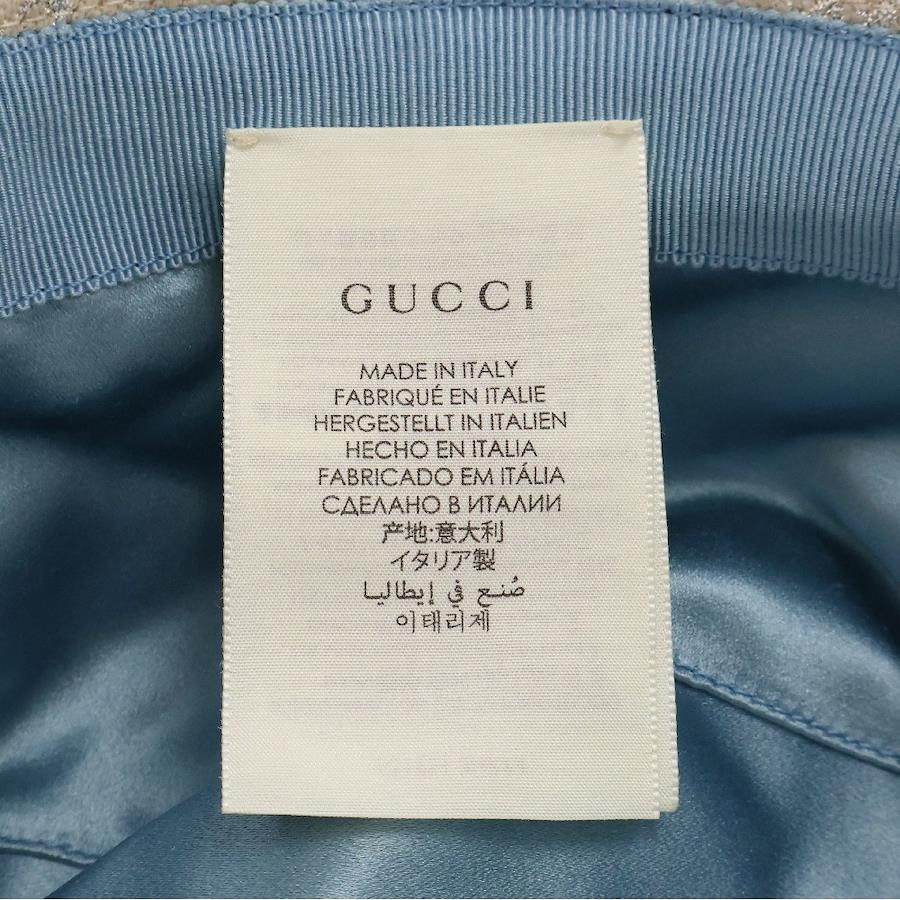 GUCCI
MADE IN ITALY
FABRIQUÉ EN ITALIE
HERGESTELLT IN ITALIEN
HECHO EN ITALIA
FABRICADO EM ITÁLIA
СДЕЛАНО В ИТАЛИИ
产地:意大利
イタリア製
صُنع في إيطاليا
이태리제